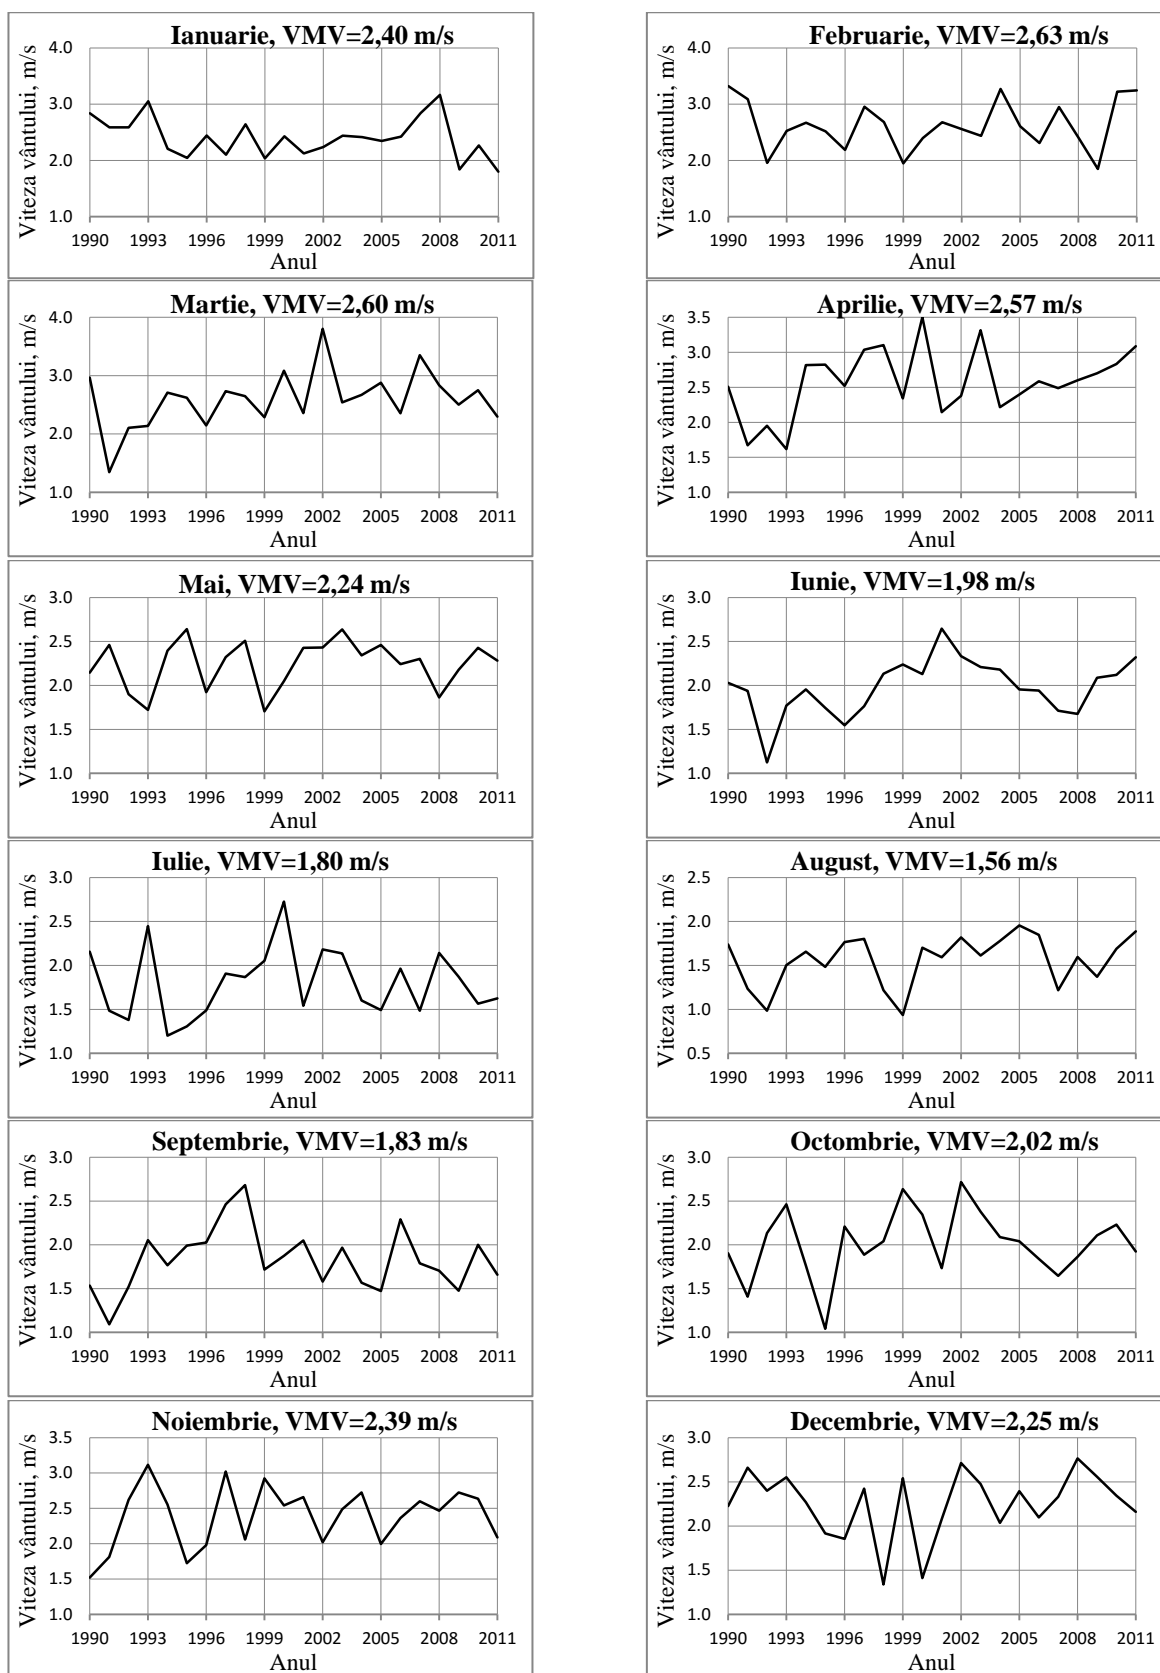 Ianuarie, VMV=2,40 m/s
Viteza vântului, m/s
4.0
3.0
2.0
1.0
1990 1993 1996 1999 2002 2005 2008 2011
Anul
Februarie, VMV=2,63 m/s
Viteza vântului, m/s
4.0
3.0
2.0
1.0
1990 1993 1996 1999 2002 2005 2008 2011
Anul
Martie, VMV=2,60 m/s
Viteza vântului, m/s
4.0
3.0
2.0
1.0
1990 1993 1996 1999 2002 2005 2008 2011
Anul
Aprilie, VMV=2,57 m/s
Viteza vântului, m/s
3.5
3.0
2.5
2.0
1.5
1.0
1990 1993 1996 1999 2002 2005 2008 2011
Anul
Mai, VMV=2,24 m/s
Viteza vântului, m/s
3.0
2.5
2.0
1.5
1.0
1990 1993 1996 1999 2002 2005 2008 2011
Anul
Iunie, VMV=1,98 m/s
Viteza vântului, m/s
3.0
2.5
2.0
1.5
1.0
1990 1993 1996 1999 2002 2005 2008 2011
Anul
Iulie, VMV=1,80 m/s
Viteza vântului, m/s
3.0
2.5
2.0
1.5
1.0
1990 1993 1996 1999 2002 2005 2008 2011
Anul
August, VMV=1,56 m/s
Viteza vântului, m/s
2.5
2.0
1.5
1.0
0.5
1990 1993 1996 1999 2002 2005 2008 2011
Anul
Septembrie, VMV=1,83 m/s
Viteza vântului, m/s
3.0
2.5
2.0
1.5
1.0
1990 1993 1996 1999 2002 2005 2008 2011
Anul
Octombrie, VMV=2,02 m/s
Viteza vântului, m/s
3.0
2.5
2.0
1.5
1.0
1990 1993 1996 1999 2002 2005 2008 2011
Anul
Noiembrie, VMV=2,39 m/s
Viteza vântului, m/s
3.5
3.0
2.5
2.0
1.5
1.0
1990 1993 1996 1999 2002 2005 2008 2011
Anul
Decembrie, VMV=2,25 m/s
Viteza vântului, m/s
3.0
2.5
2.0
1.5
1.0
1990 1993 1996 1999 2002 2005 2008 2011
Anul